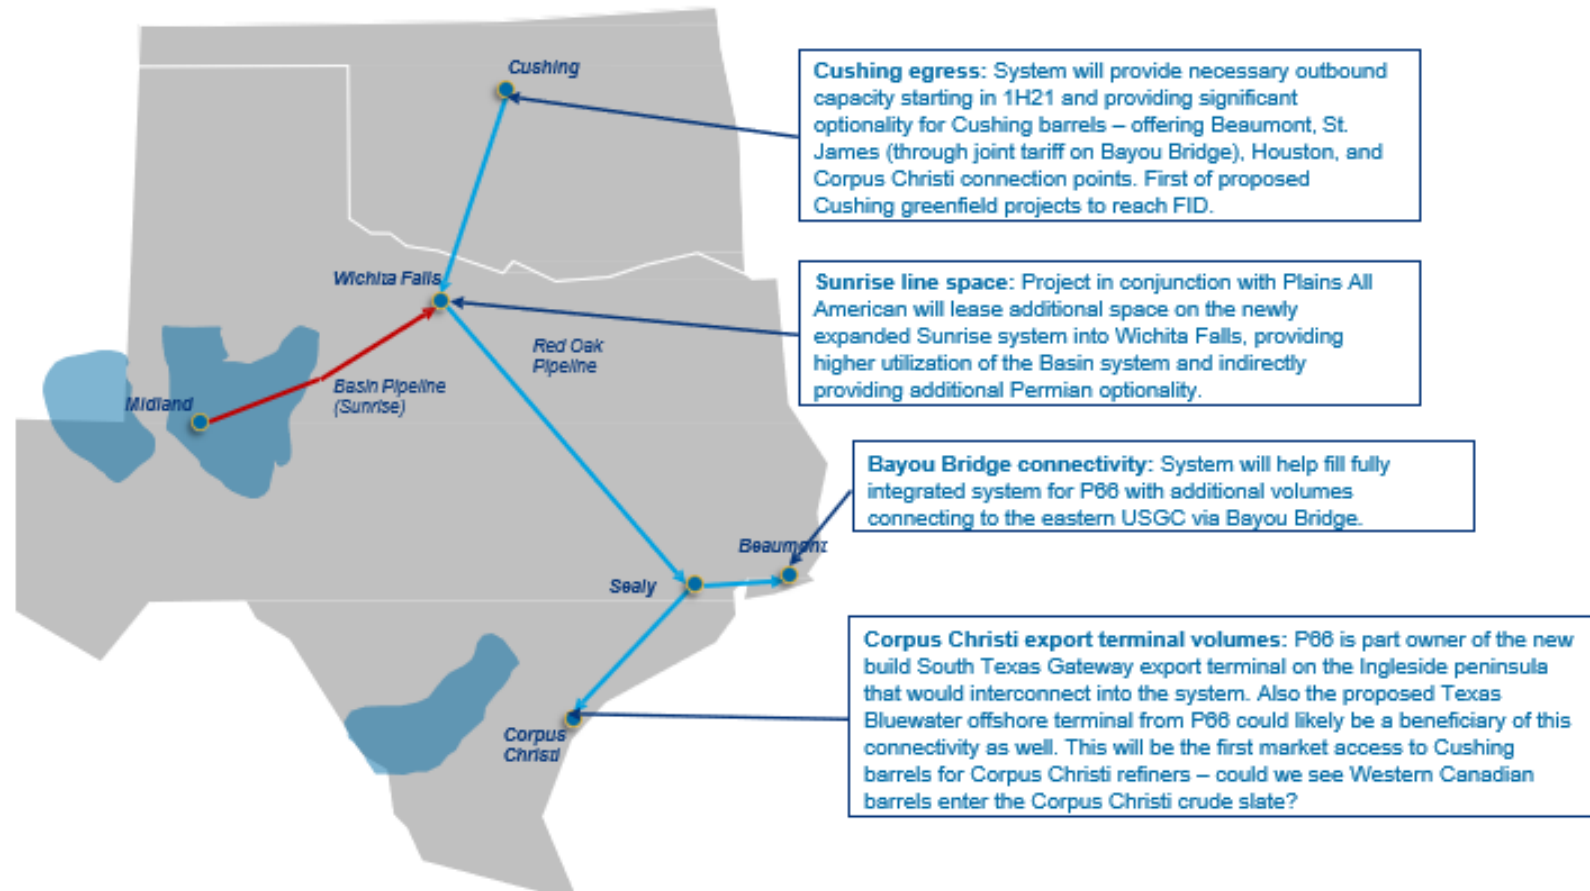 Cushing
Cushing egress: System will provide necessary outbound
capacity starting in 1H21 and providing significant
optionality for Cushing barrels – offering Beaumont, St.
James (through joint tariff on Bayou Bridge), Houston, and
Corpus Christi connection points. First of proposed
Cushing greenfield projects to reach FID.
Wichita Falls
Sunrise line space: Project in conjunction with Plains All
American will lease additional space on the newly
expanded Sunrise system into Wichita Falls, providing
higher utilization of the Basin system and indirectly
providing additional Permian optionality.
Red Oak
Pipeline
Basin Pipeline
(Sunrise)
Midland
Bayou Bridge connectivity: System will help fill fully
integrated system for P66 with additional volumes
connecting to the eastern USGC via Bayou Bridge.
Beaumont
Sealy
Corpus Christi export terminal volumes: P66 is part owner of the new
build South Texas Gateway export terminal on the Ingleside peninsula
that would interconnect into the system. Also the proposed Texas
Bluewater offshore terminal from P66 could likely be a beneficiary of this
connectivity as well. This will be the first market access to Cushing
barrels for Corpus Christi refiners – could we see Western Canadian
barrels enter the Corpus Christi crude slate?
Corpus
Christi